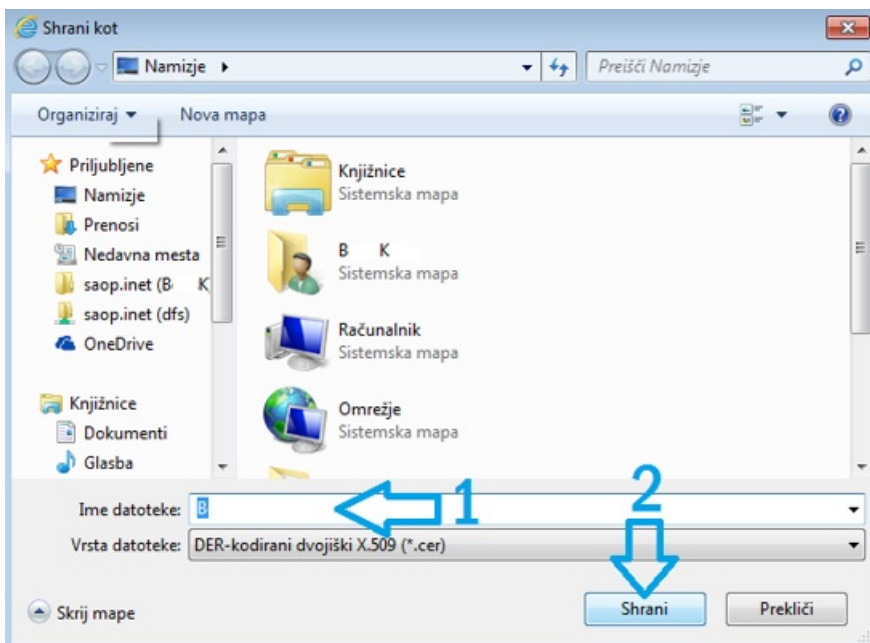 Shrani kot
Namizje
Preišči Namizje
Organiziraj
Nova mapa
Priljubljene
Namizje
Prenosi
Nedavna mesta
saop.inet (B K
saop.inet (dfs)
OneDrive
Knjižnice
Dokumenti
Glasba
Knjižnice
Sistemska mapa
B K
Sistemska mapa
Računalnik
Sistemska mapa
Omrežje
Sistemska mapa
1
2
Ime datoteke: B
Vrsta datoteke: DER-kodirani dvojiški X.509 (*.cer)
Skrij mape
Shrani
Prekliči